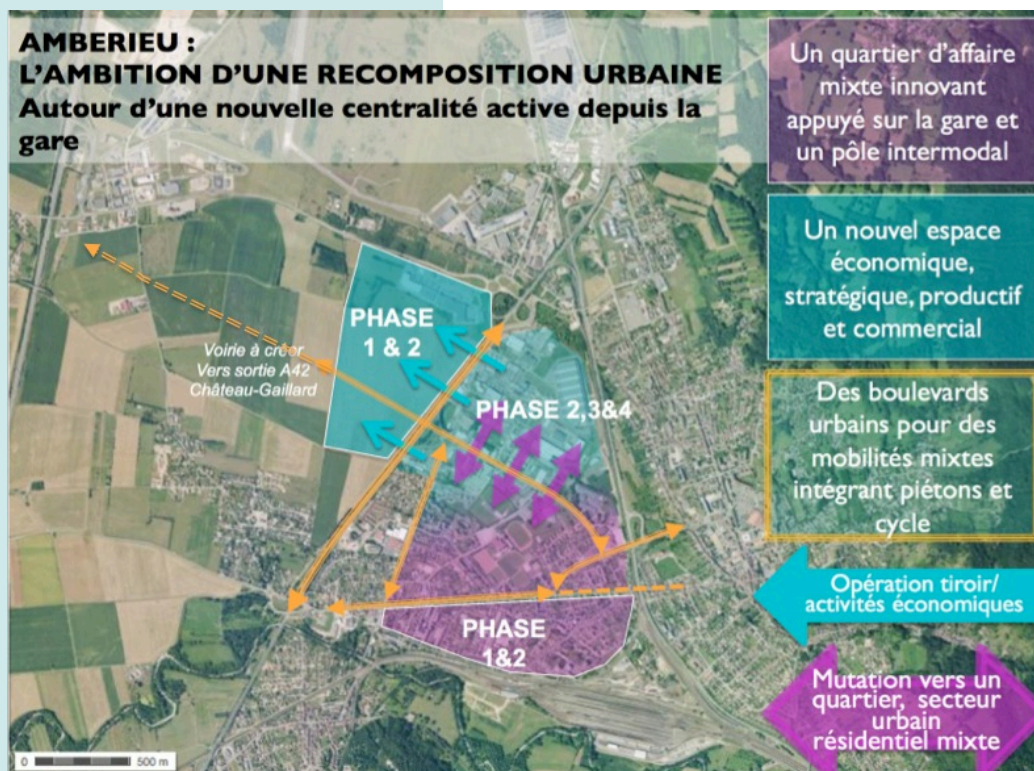 AMBERIEU :
L'AMBITION D'UNE RECOMPOSITION URBAINE
Autour d'une nouvelle centralité active depuis la
gare
Un quartier d'affaire
mixte innovant
appuyé sur la gare et
un pôle intermodal
Un nouvel espace
économique,
stratégique, productif
et commercial
Des boulevards
urbains pour des
mobilités mixtes
intégrant piétons et
cycle
Opération tiroir/
activités économiques
Mutation vers un
quartier, secteur
urbain
résidentiel mixte
PHASE
1 & 2
Voirie à créer
Vers sortie A42
Château-Gaillard
PHASE 2,3&4
PHASE
1&2
0 500 m